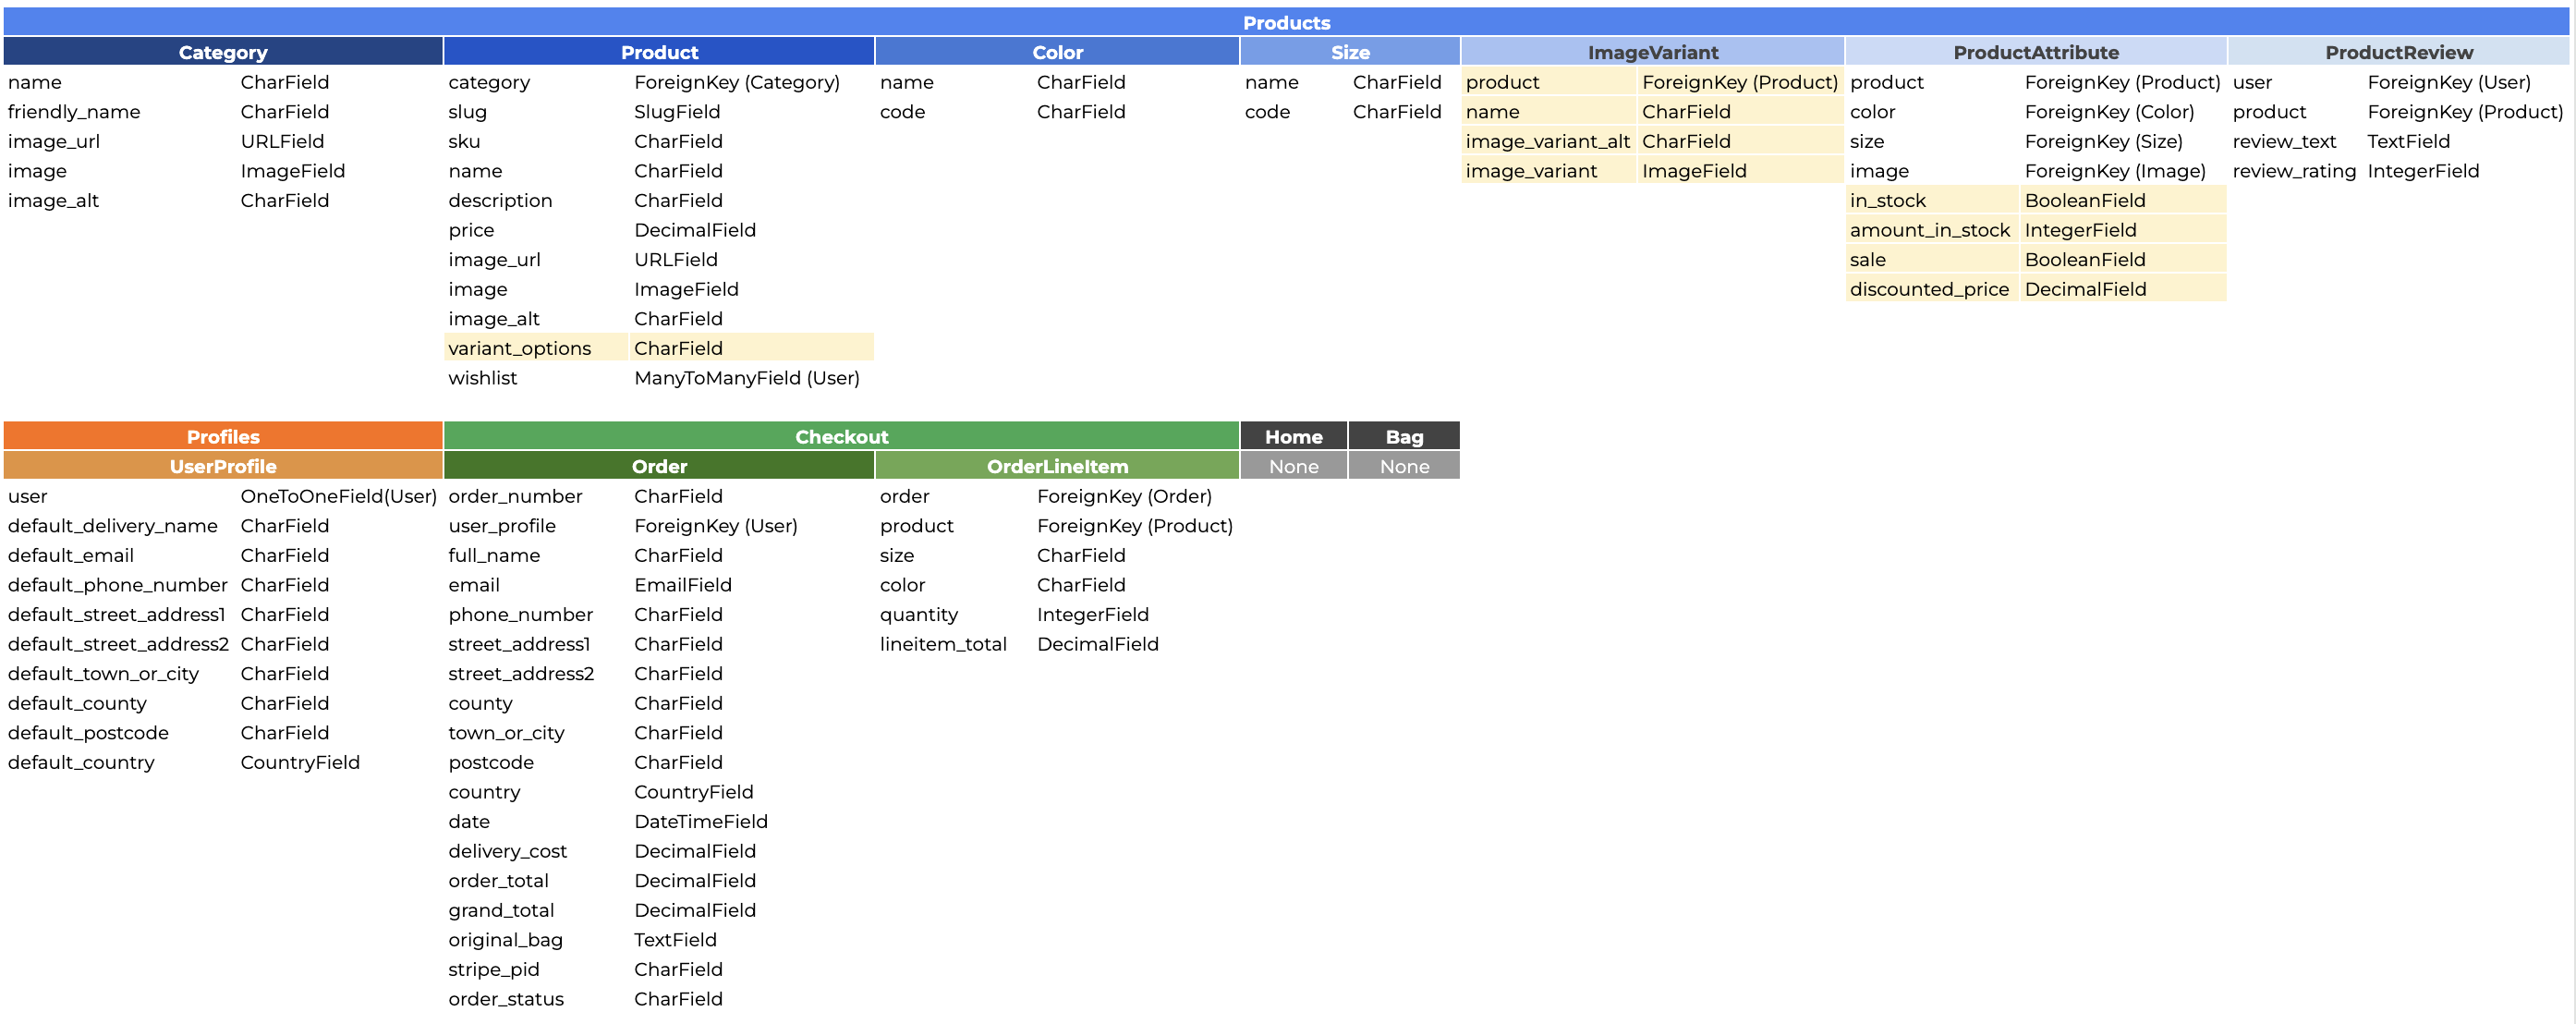 Products
Category Product Color Size ImageVariant ProductAttribute ProductReview
name CharField category ForeignKey (Category) name CharField name CharField product ForeignKey (Product) product ForeignKey (Product) user ForeignKey (User)
friendly_name CharField slug SlugField code CharField code CharField name CharField color ForeignKey (Color) product ForeignKey (Product)
image_url URLField sku CharField image_variant_alt CharField size ForeignKey (Size) review_text TextField
image ImageField name CharField image_variant ImageField image ForeignKey (Image) review_rating IntegerField
image_alt CharField description CharField in_stock BooleanField
price DecimalField amount_in_stock IntegerField
image_url URLField sale BooleanField
image ImageField discounted_price DecimalField
image_alt CharField
variant_options CharField
wishlist ManyToManyField (User)
Profiles Checkout Home Bag
UserProfile Order OrderLineItem None None
user OneToOneField(User) order_number CharField order ForeignKey (Order)
default_delivery_name CharField user_profile ForeignKey (User) product ForeignKey (Product)
default_email CharField full_name CharField size CharField
default_phone_number CharField email EmailField color CharField
default_street_address1 CharField phone_number CharField quantity IntegerField
default_street_address2 CharField street_address1 CharField lineitem_total DecimalField
default_town_or_city CharField street_address2 CharField
default_county CharField county CharField
default_postcode CharField town_or_city CharField
default_country CountryField postcode CharField
country CountryField
date DateTimeField
delivery_cost DecimalField
order_total DecimalField
grand_total DecimalField
original_bag TextField
stripe_pid CharField
order_status CharField